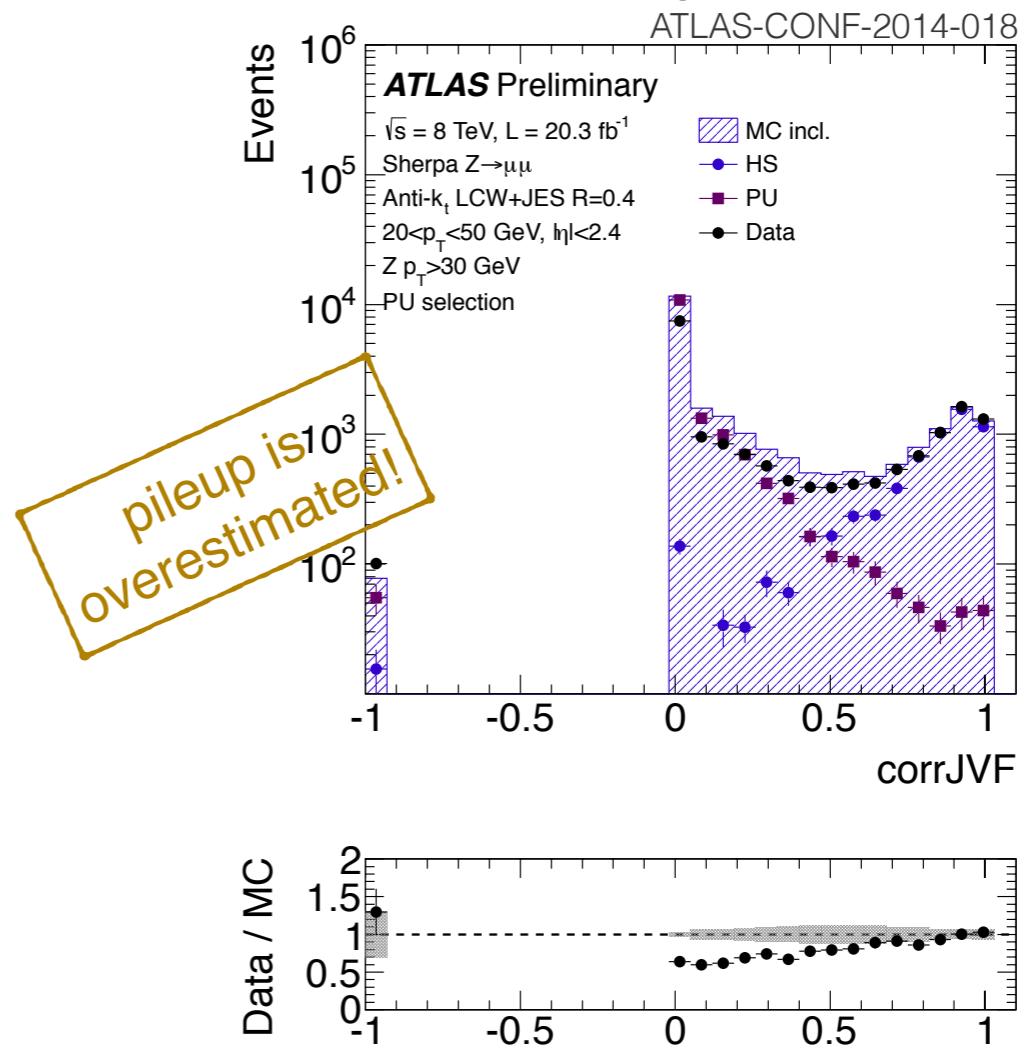 ATLAS-CONF-2014-018
Events
10^6
10^5
10^4
10^3
10^2
ATLAS Preliminary
√s = 8 TeV, L = 20.3 fb^-1
Sherpa Z→μμ
Anti-k_t LCW+JES R=0.4
20<p_T<50 GeV, |η|<2.4
Z p_T>30 GeV
PU selection
MC incl.
HS
PU
Data
pileup is
overestimated!
-1 -0.5 0 0.5 1
corrJVF
Data / MC
2
1.5
1
0.5
0
-1 -0.5 0 0.5 1